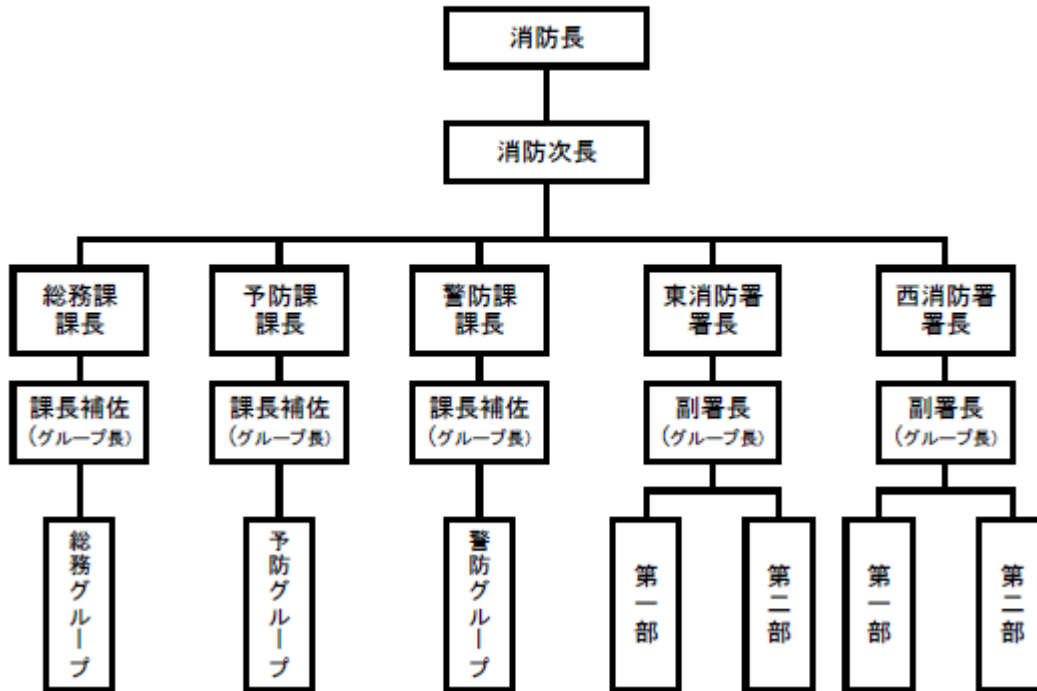 消防長
消防次長
総務課
課長
予防課
課長
警防課
課長
東消防署
署長
西消防署
署長
課長補佐
(グループ長)
課長補佐
(グループ長)
課長補佐
(グループ長)
副署長
(グループ長)
副署長
(グループ長)
総務グループ
予防グループ
警防グループ
第一部
第二部
第一部
第二部